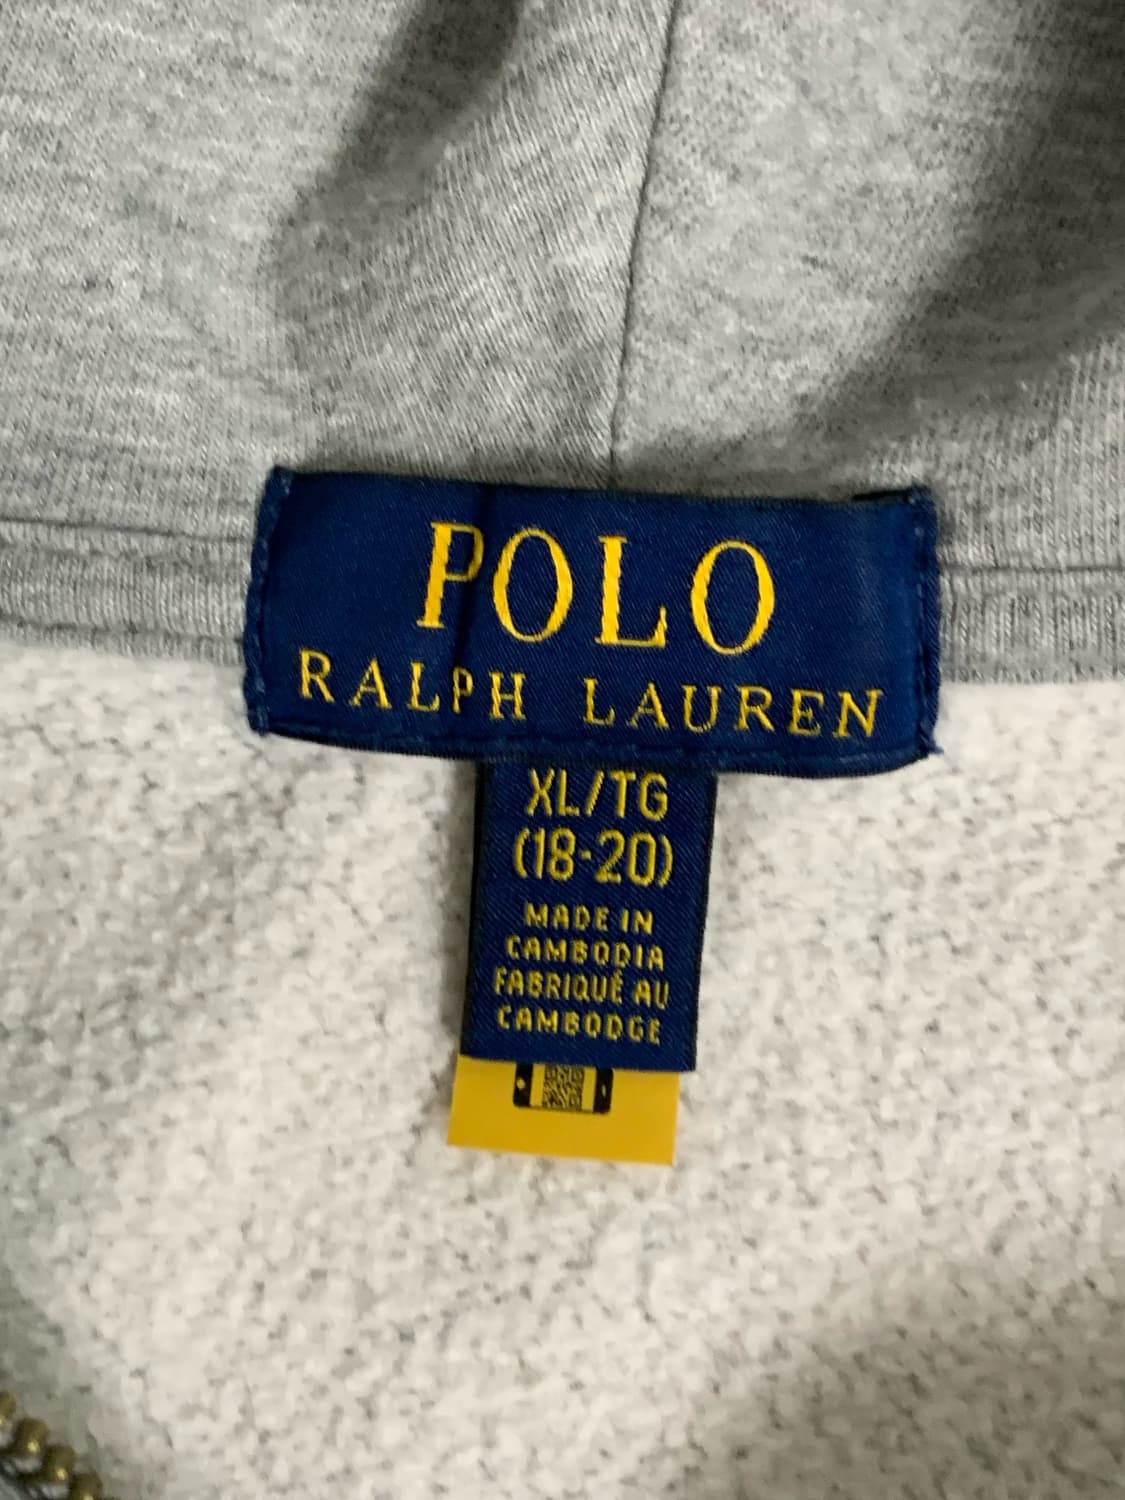 POLO
RALPH LAUREN
XL/TG
(18-20)
MADE IN
CAMBODIA
FABRIQUÉ AU
CAMBODGE